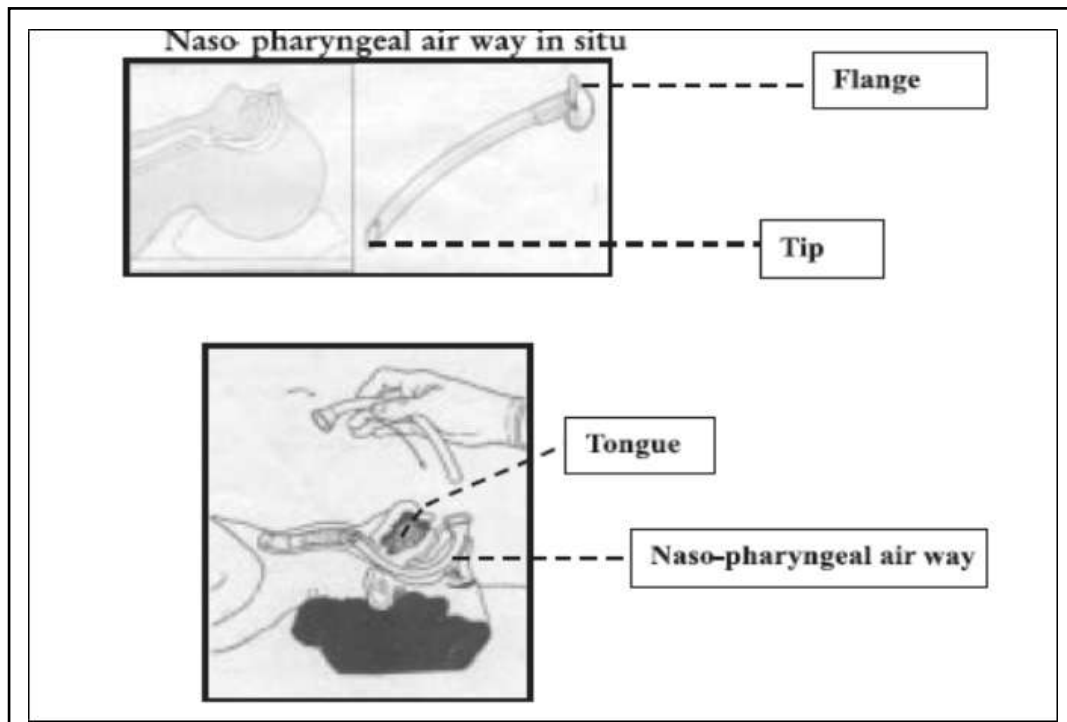 Naso- pharyngeal air way in situ
Flange
Tip
Tongue
Naso-pharyngeal air way